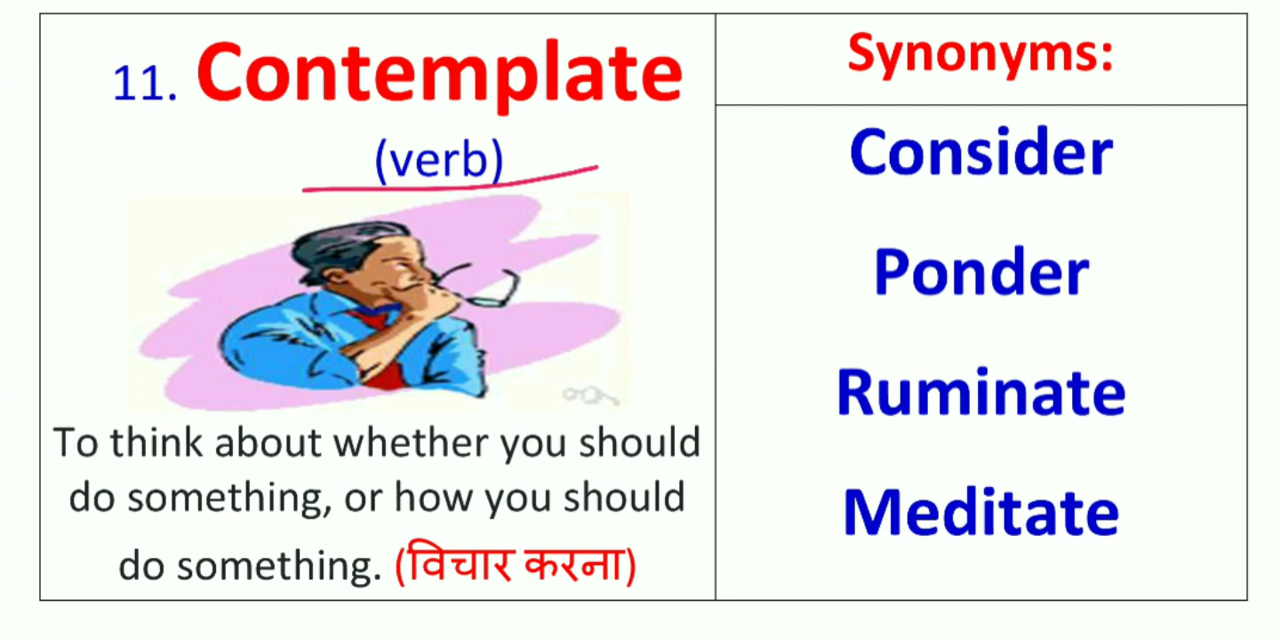 11. Contemplate
(verb)
To think about whether you should
do something, or how you should
do something. (विचार करना)
Synonyms:
Consider
Ponder
Ruminate
Meditate